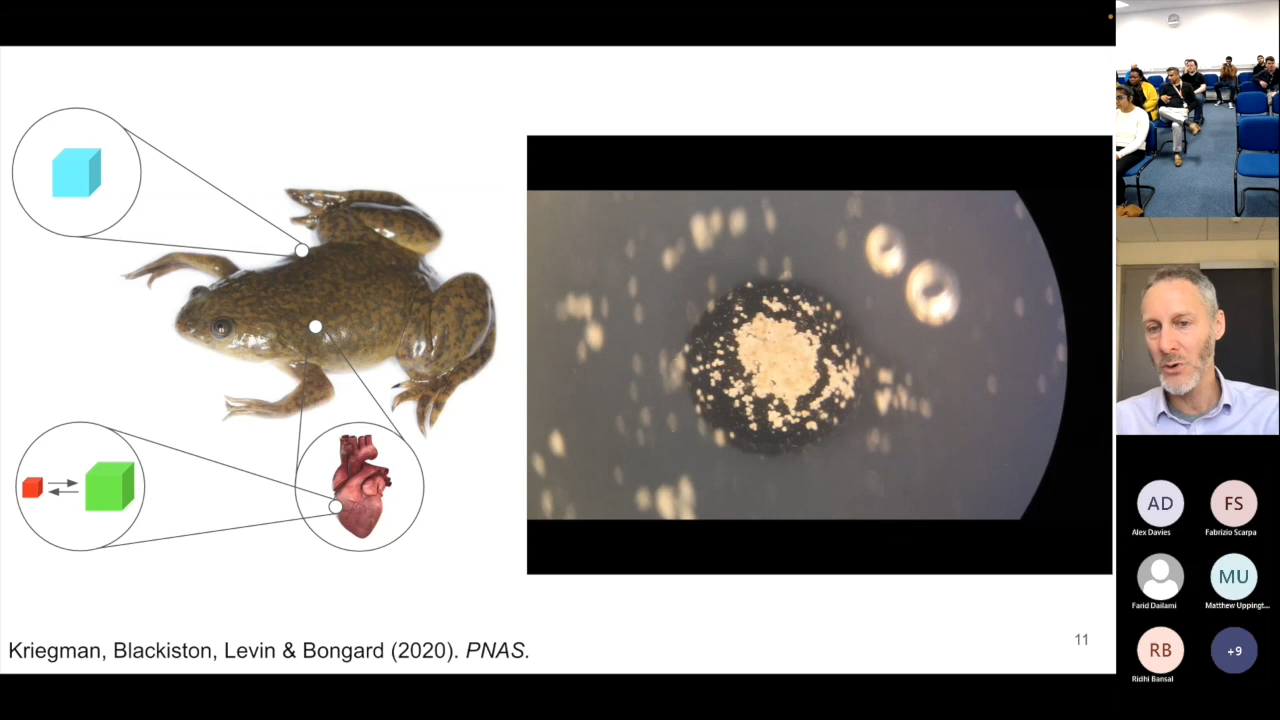 Kriegman, Blackiston, Levin & Bongard (2020). PNAS.
11
AD
FS
Alex Davies
Fabrizio Scarpa
MU
Farid Dailami
Matthew Uppingt...
RB
+9
Ridhi Bansal